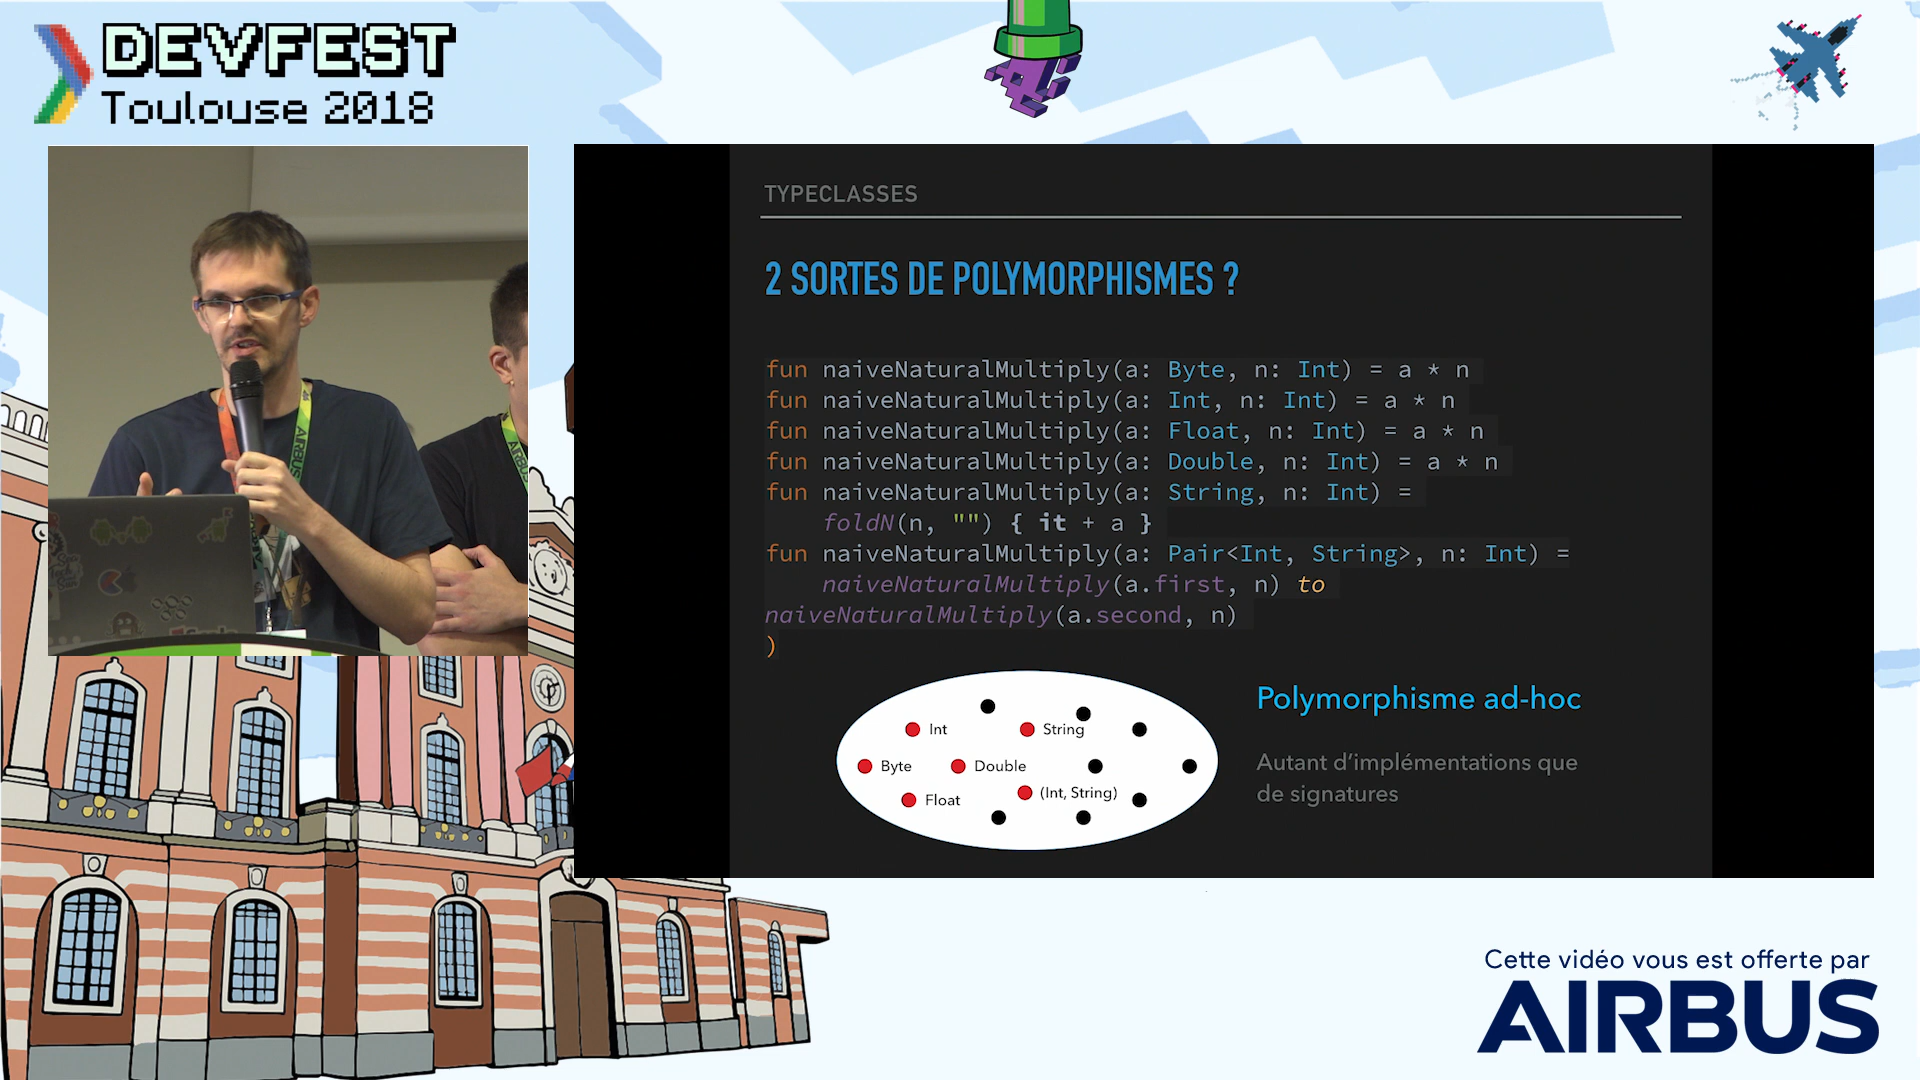 DEVFEST
Toulouse 2018
TYPECLASSES
2 SORTES DE POLYMORPHISMES ?
fun naiveNaturalMultiply(a: Byte, n: Int) = a * n
fun naiveNaturalMultiply(a: Int, n: Int) = a * n
fun naiveNaturalMultiply(a: Float, n: Int) = a * n
fun naiveNaturalMultiply(a: Double, n: Int) = a * n
fun naiveNaturalMultiply(a: String, n: Int) =
foldN(n, "") { it + a }
fun naiveNaturalMultiply(a: Pair<Int, String>, n: Int) =
naiveNaturalMultiply(a.first, n) to
naiveNaturalMultiply(a.second, n)
)
Int
String
Byte
Double
Float
(Int, String)
Polymorphisme ad-hoc
Autant d'implémentations que
de signatures
AIRBUS
AIRBUS
Cette vidéo vous est offerte par
AIRBUS